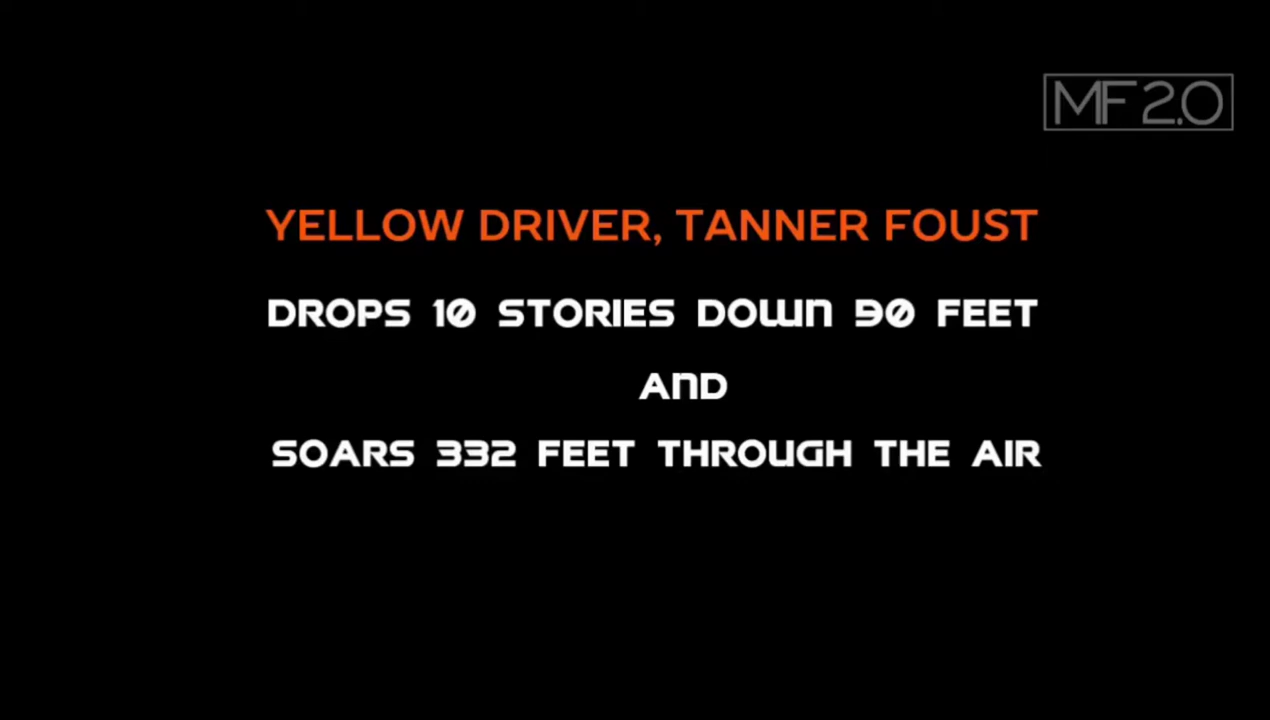 MF 2.0
YELLOW DRIVER, TANNER FOUST
DROPS 10 STORIES DOWN 90 FEET
AND
SOARS 332 FEET THROUGH THE AIR